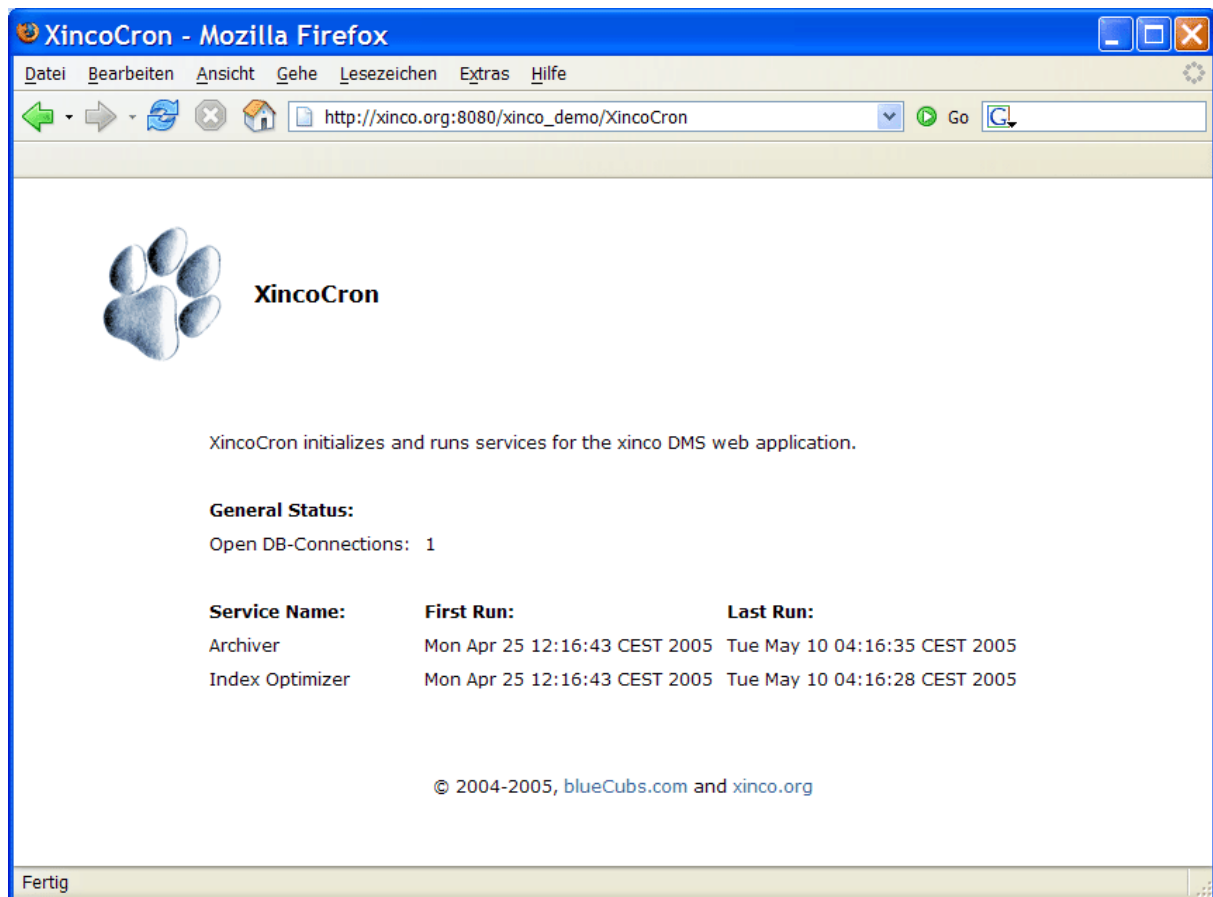 XincoCron - Mozilla Firefox
Datei Bearbeiten Ansicht Gehe Lesezeichen Extras Hilfe
http://xinco.org:8080/xinco_demo/XincoCron Go G
XincoCron
XincoCron initializes and runs services for the xinco DMS web application.
General Status:
Open DB-Connections: 1
Service Name: First Run: Last Run:
Archiver Mon Apr 25 12:16:43 CEST 2005 Tue May 10 04:16:35 CEST 2005
Index Optimizer Mon Apr 25 12:16:43 CEST 2005 Tue May 10 04:16:28 CEST 2005
© 2004-2005, blueCubs.com and xinco.org
Fertig